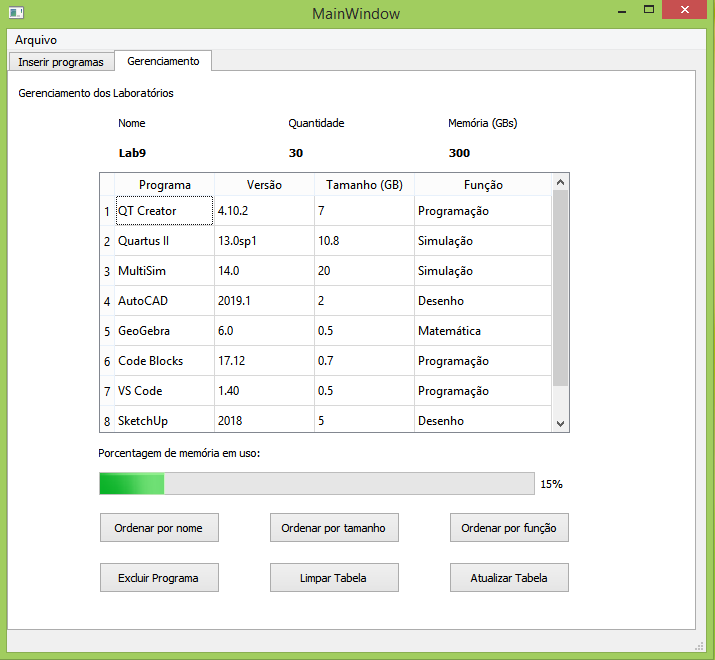 MainWindow
Arquivo
Inserir programas Gerenciamento
Gerenciamento dos Laboratórios
Nome Quantidade Memória (GBs)
Lab9 30 300
Programa Versão Tamanho (GB) Função
1 QT Creator 4.10.2 7 Programação
2 Quartus II 13.0sp1 10.8 Simulação
3 MultiSim 14.0 20 Simulação
4 AutoCAD 2019.1 2 Desenho
5 GeoGebra 6.0 0.5 Matemática
6 Code Blocks 17.12 0.7 Programação
7 VS Code 1.40 0.5 Programação
8 SketchUp 2018 5 Desenho
Porcentagem de memória em uso:
15%
Ordenar por nome Ordenar por tamanho Ordenar por função
Excluir Programa Limpar Tabela Atualizar Tabela